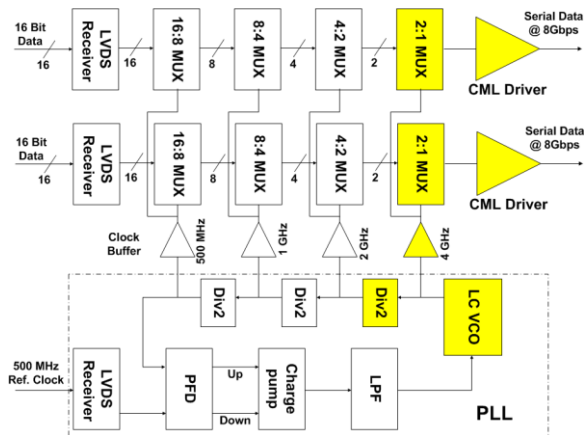 16 Bit
Data
16
LVDS
Receiver
16
16:8 MUX
8
8:4 MUX
4
4:2 MUX
2
2:1 MUX
CML Driver
Serial Data
@ 8Gbps
16 Bit
Data
16
LVDS
Receiver
16
16:8 MUX
8
8:4 MUX
4
4:2 MUX
2
2:1 MUX
CML Driver
Serial Data
@ 8Gbps
Clock
Buffer
500 MHz
1 GHz
2 GHz
4 GHz
Div2
Div2
Div2
LC VCO
500 MHz
Ref. Clock
LVDS
Receiver
PFD
Up
Down
Charge
pump
LPF
PLL